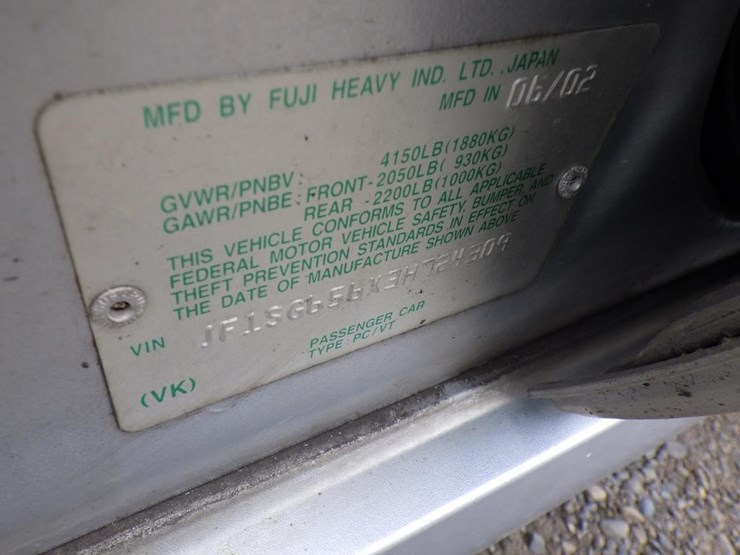 MFD BY FUJI HEAVY IND. LTD., JAPAN
MFD IN 06/02
GVWR/PNBV : 4150LB(1880KG)
GAWR/PNBE : FRONT-2050LB( 930KG)
REAR -2200LB(1000KG)
THIS VEHICLE CONFORMS TO ALL APPLICABLE
FEDERAL MOTOR VEHICLE SAFETY, BUMPER, AND
THEFT PREVENTION STANDARDS IN EFFECT ON
THE DATE OF MANUFACTURE SHOWN ABOVE
VIN JF1SG656X3H724309
PASSENGER CAR
TYPE: PC/VT
(VK)